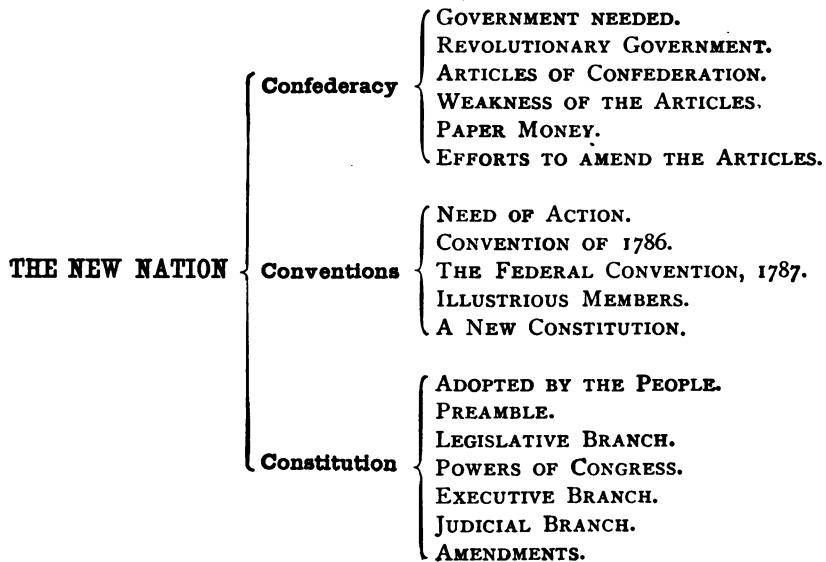 THE NEW NATION
Confederacy
GOVERNMENT NEEDED.
REVOLUTIONARY GOVERNMENT.
ARTICLES OF CONFEDERATION.
WEAKNESS OF THE ARTICLES.
PAPER MONEY.
EFFORTS TO AMEND THE ARTICLES.
Conventions
NEED OF ACTION.
CONVENTION OF 1786.
THE FEDERAL CONVENTION, 1787.
ILLUSTRIOUS MEMBERS.
A NEW CONSTITUTION.
Constitution
ADOPTED BY THE PEOPLE.
PREAMBLE.
LEGISLATIVE BRANCH.
POWERS OF CONGRESS.
EXECUTIVE BRANCH.
JUDICIAL BRANCH.
AMENDMENTS.